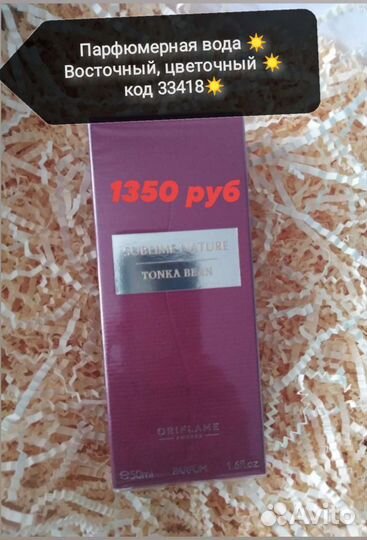 Парфюмерная вода
Восточный, цветочный
код 33418
1350 руб
SUBLIME NATURE
TONKA BEAN
ORIFLAME
SWEDEN
℮50ml PARFUM 1.6fl.oz
Avito